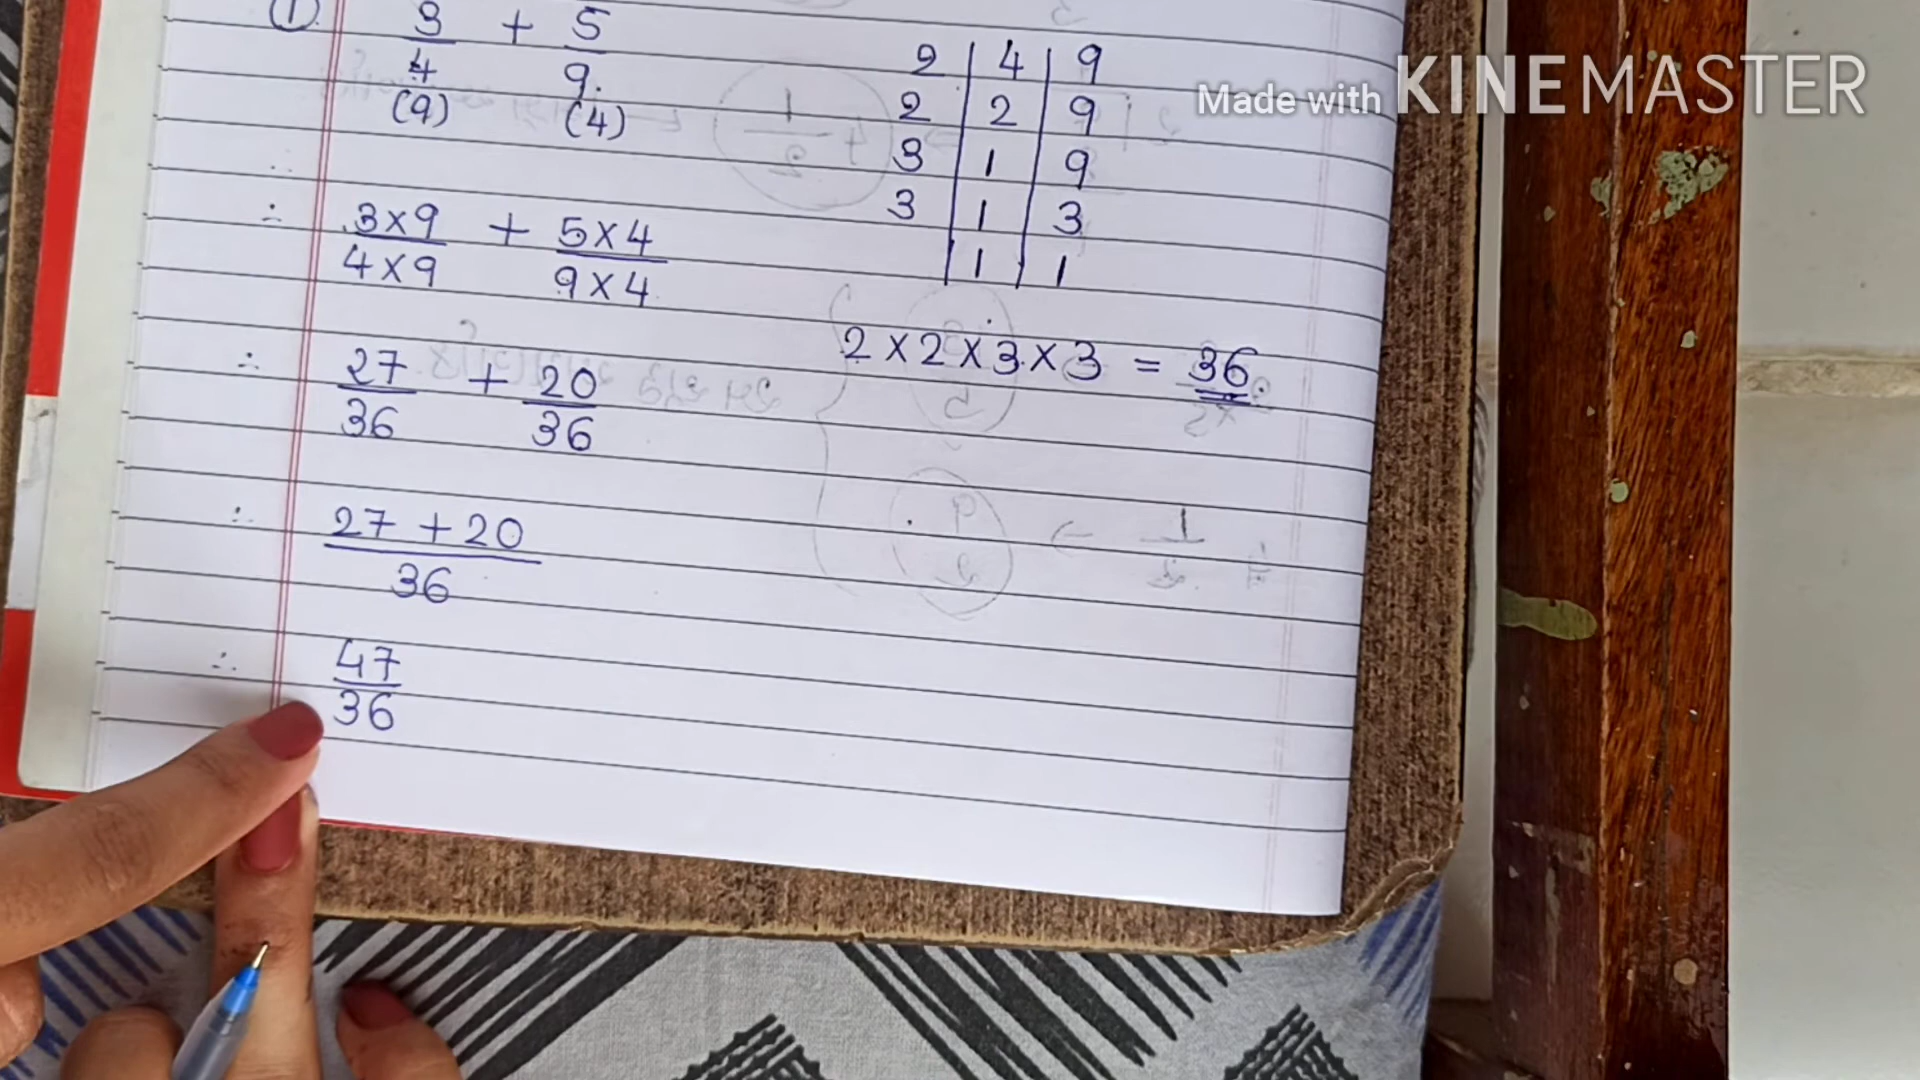 ① 3/4 + 5/9.
(9) (4)
∴ 3×9/4×9 + 5×4/9×4
∴ 27/36 + 20/36
∴ 27+20/36
∴ 47/36
2 | 4 | 9
2 | 2 | 9
3 | 1 | 9
3 | 1 | 3
| 1 | 1
2×2×3×3 = 36.
Made with KINEMASTER